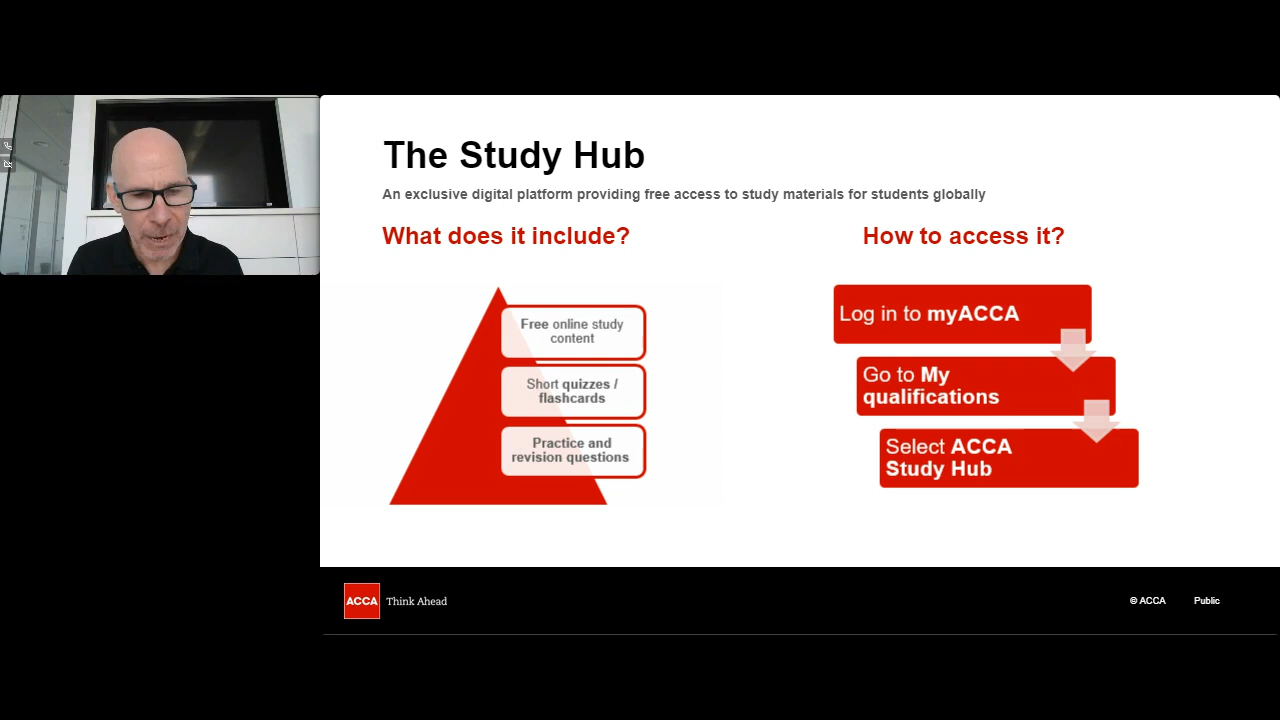 The Study Hub
An exclusive digital platform providing free access to study materials for students globally
What does it include?
Free online study
content
Short quizzes /
flashcards
Practice and
revision questions
How to access it?
Log in to myACCA
Go to My
qualifications
Select ACCA
Study Hub
ACCA
Think Ahead
© ACCA
Public